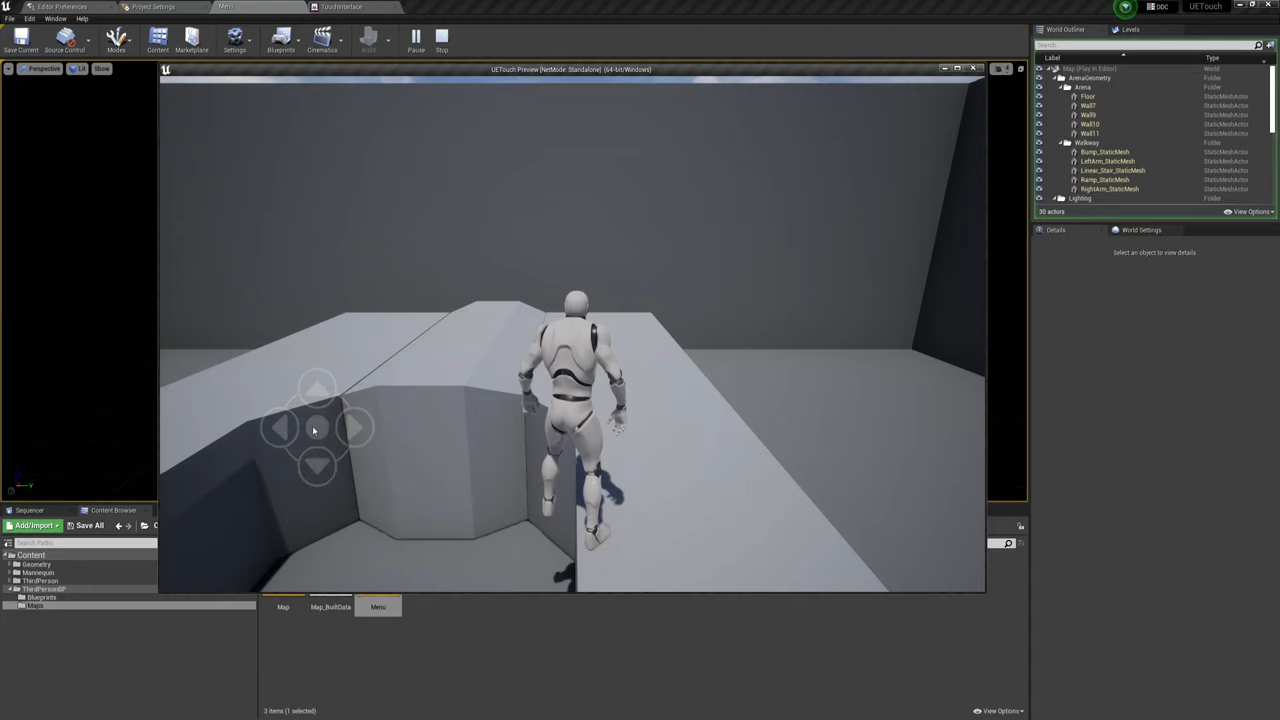 Editor Preferences
Project Settings
Menu
TouchInterface
DDC
UETouch
File
Edit
Window
Help
Save Current
Source Control
Modes
Content
Marketplace
Settings
Blueprints
Cinematics
Build
Pause
Stop
Perspective
Lit
Show
UETouch Preview [NetMode: Standalone] (64-bit/Windows)
World Outliner
Levels
Search...
Label
Type
Map (Play In Editor)
World
ArenaGeometry
Folder
Arena
Folder
Floor
StaticMeshActor
Wall7
StaticMeshActor
Wall9
StaticMeshActor
Wall10
StaticMeshActor
Wall11
StaticMeshActor
Walkway
Folder
Bump_StaticMesh
StaticMeshActor
LeftArm_StaticMesh
StaticMeshActor
Linear_Stair_StaticMesh
StaticMeshActor
Ramp_StaticMesh
StaticMeshActor
RightArm_StaticMesh
StaticMeshActor
Lighting
Folder
30 actors
View Options
Details
World Settings
Select an object to view details
Sequencer
Content Browser
Add/Import
Save All
C
Search Paths
Content
Geometry
Mannequin
ThirdPerson
ThirdPersonBP
Blueprints
Maps
Map
Map_BuiltData
Menu
3 items (1 selected)
View Options